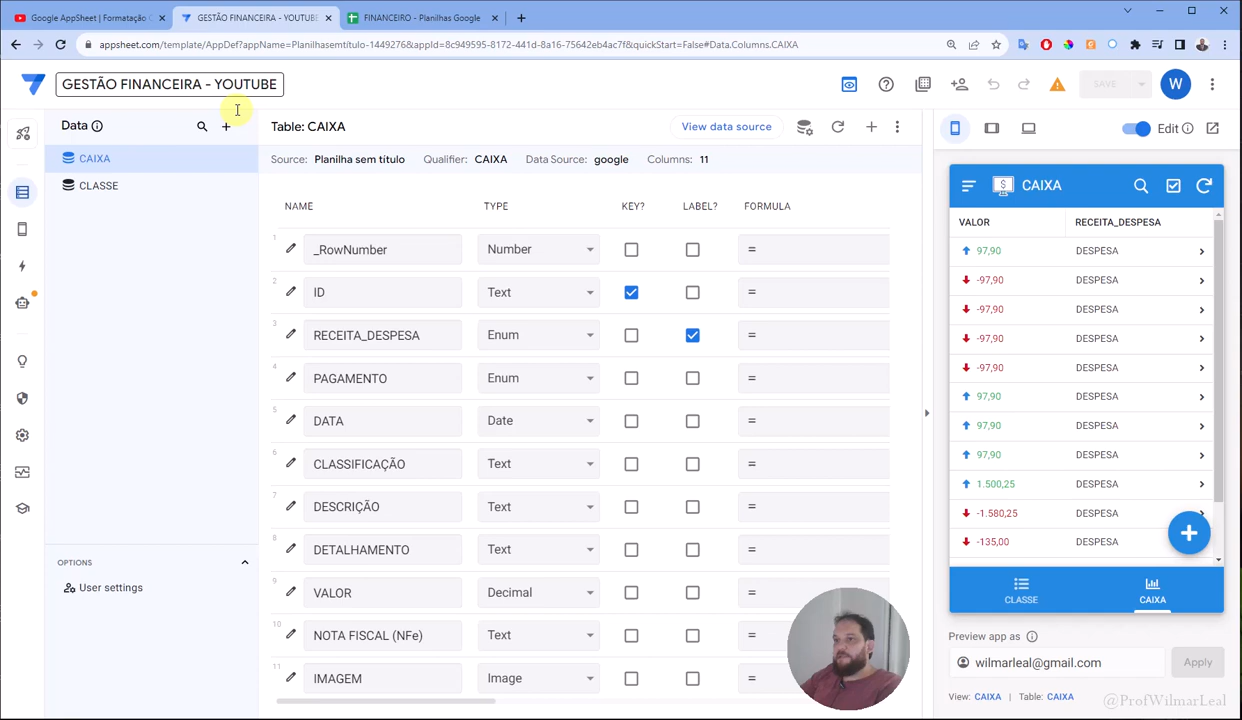 Google AppSheet | Formatação C
GESTÃO FINANCEIRA - YOUTUBE
FINANCEIRO - Planilhas Google
appsheet.com/template/AppDef?appName=Planilhasemtítulo-1449276&appId=8c949595-8172-441d-8a16-75642eb4ac7f&quickStart=False#Data.Columns.CAIXA
GESTÃO FINANCEIRA - YOUTUBE
SAVE
W
Data
CAIXA
CLASSE
OPTIONS
User settings
Table: CAIXA
View data source
Source: Planilha sem título Qualifier: CAIXA Data Source: google Columns: 11
NAME TYPE KEY? LABEL? FORMULA
1 _RowNumber Number =
2 ID Text =
3 RECEITA_DESPESA Enum =
4 PAGAMENTO Enum =
5 DATA Date =
6 CLASSIFICAÇÃO Text =
7 DESCRIÇÃO Text =
8 DETALHAMENTO Text =
9 VALOR Decimal =
10 NOTA FISCAL (NFe) Text =
11 IMAGEM Image =
Edit
CAIXA
VALOR RECEITA_DESPESA
97,90 DESPESA
-97,90 DESPESA
-97,90 DESPESA
-97,90 DESPESA
-97,90 DESPESA
97,90 DESPESA
97,90 DESPESA
97,90 DESPESA
1.500,25 DESPESA
-1.580,25 DESPESA
-135,00 DESPESA
CLASSE CAIXA
Preview app as
wilmarleal@gmail.com Apply
View: CAIXA | Table: CAIXA
@ProfWilmarLeal